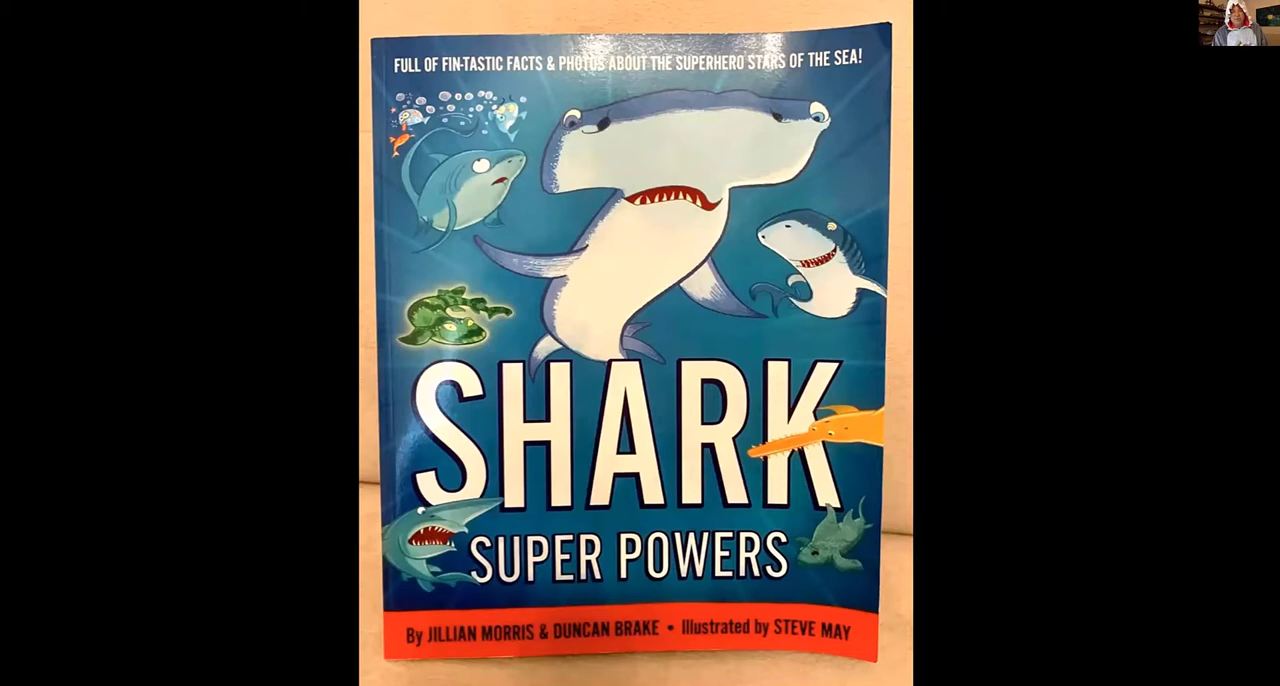 FULL OF FIN-TASTIC FACTS & PHOTOS ABOUT THE SUPERHERO STARS OF THE SEA!
SHARK
SUPER POWERS
By JILLIAN MORRIS & DUNCAN BRAKE • Illustrated by STEVE MAY